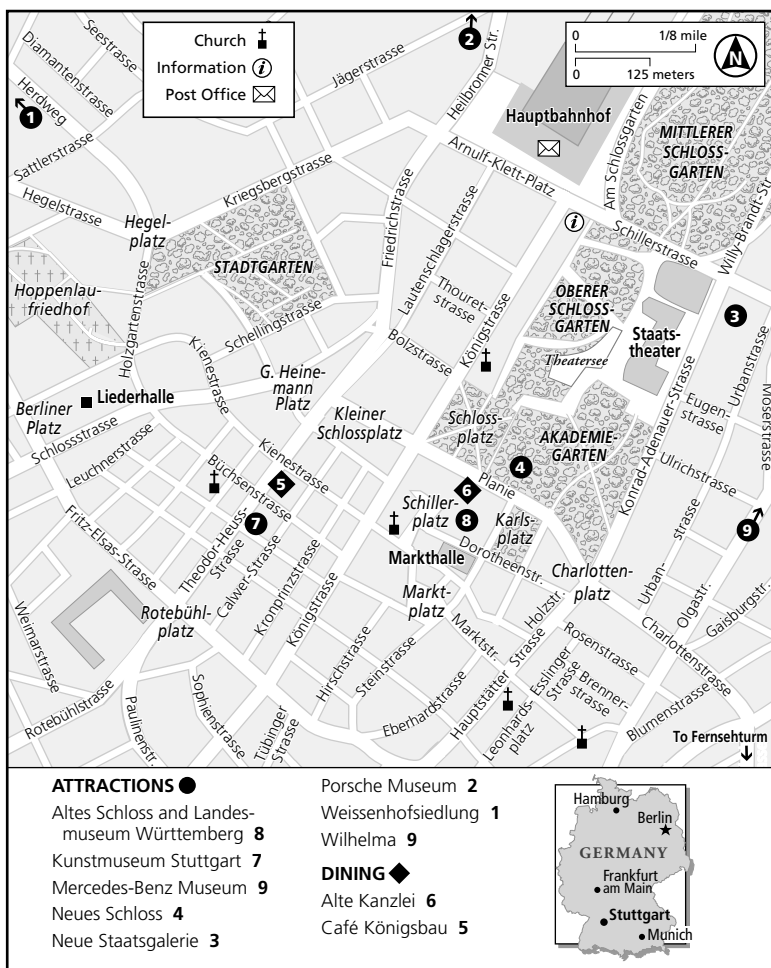 Church
Information i
Post Office
0 1/8 mile
0 125 meters
N
Seestrasse
Diamantenstrasse
Herdweg
1
2
Jägerstrasse
Heilbronner Str.
Hauptbahnhof
Am Schlossgarten
MITTLERER
SCHLOSS-
GARTEN
Sattlerstrasse
Hegelstrasse
Kriegsbergstrasse
Arnulf-Klett-Platz
Hegel-
platz
Friedrichstrasse
Lautenschlagerstrasse
i
Schillerstrasse
Willy-Brandt-Str.
STADTGARTEN
Hoppenlau-
friedhof
Holzgartenstrasse
Thouret-
strasse
Königstrasse
OBERER
SCHLOSS-
GARTEN
3
Schellingstrasse
Kienestrasse
Bolzstrasse
Theatersee
Staats-
theater
Urbanstrasse
G. Heine-
mann
Platz
Liederhalle
Berliner
Platz
Schlossstrasse
Kleiner
Schlossplatz
Schloss-
platz
AKADEMIE-
GARTEN
Konrad-Adenauer-Strasse
Eugen-
strasse
Moserstrasse
Leuchnerstrasse
Kienestrasse
Büchsenstrasse
5
4
6
Planie
Ulrichstrasse
Fritz-Elsas-Strasse
Theodor-Heuss-
Strasse
7
Schiller-
platz
8
Karls-
platz
9
Calwer-Strasse
Kronprinzstrasse
Königstrasse
Markthalle
Dorotheenstr.
Charlotten-
platz
Urban-
strasse
Olgastr.
Gaisburgstr.
Rotebühl-
platz
Markt-
platz
Holzstr.
Weimarstrasse
Hirschstrasse
Steinstrasse
Marktstr.
Rosenstrasse
Charlottenstrasse
Rotebühlstrasse
Paulinenstr.
Sophienstrasse
Tübinger
Strasse
Eberhardstrasse
Hauptstätter Strasse
Leonhards-
platz
Esslinger
Strasse
Brenner-
strasse
Blumenstrasse
To Fernsehturm
ATTRACTIONS
Altes Schloss and Landes-
museum Württemberg 8
Kunstmuseum Stuttgart 7
Mercedes-Benz Museum 9
Neues Schloss 4
Neue Staatsgalerie 3
Porsche Museum 2
Weissenhofsiedlung 1
Wilhelma 9
DINING
Alte Kanzlei 6
Café Königsbau 5
Hamburg
Berlin
GERMANY
Frankfurt
am Main
Stuttgart
Munich